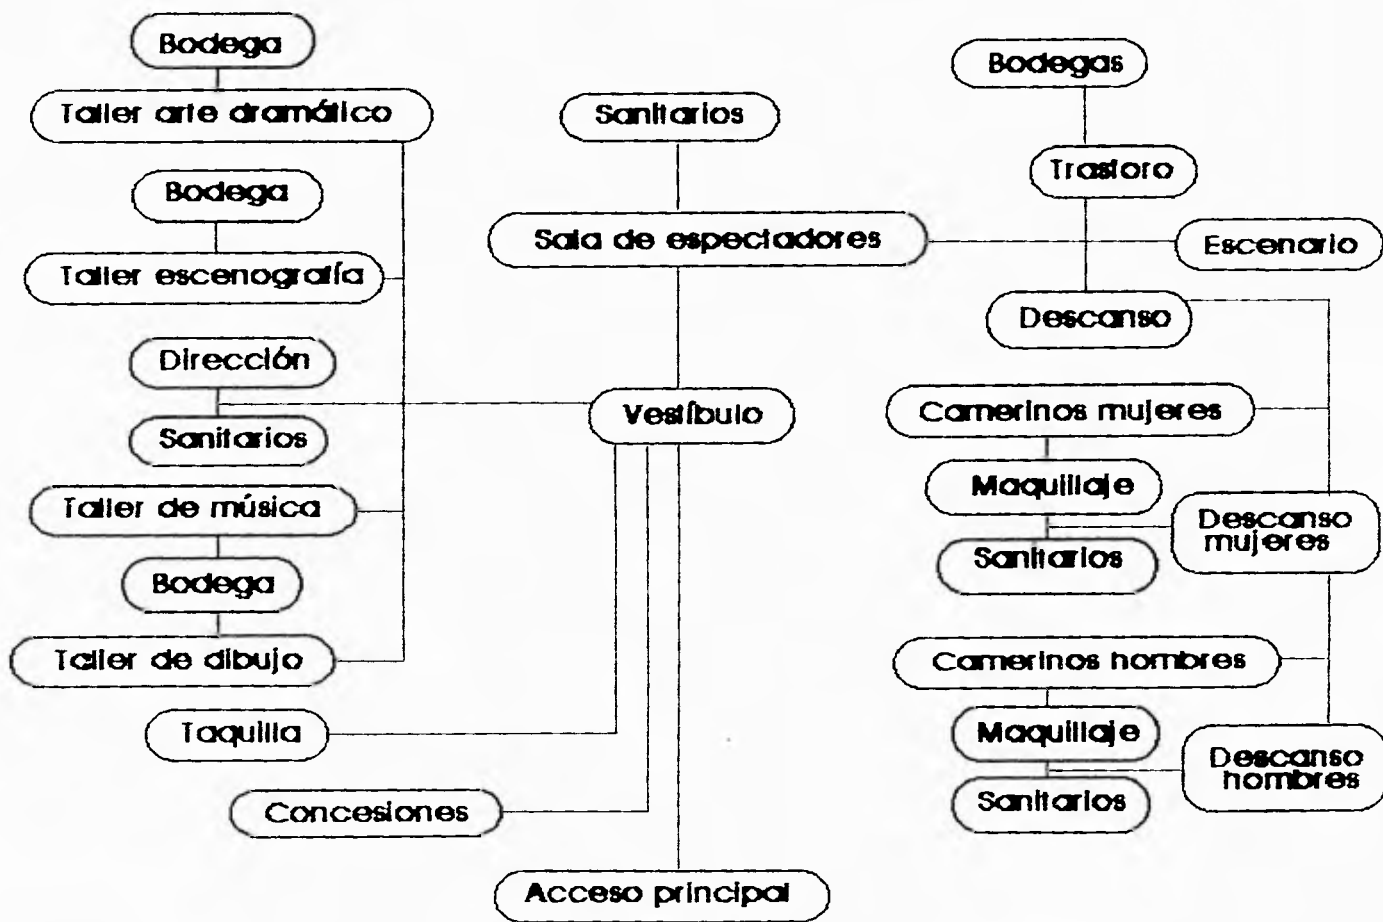 Bodega
Taller arte dramático
Bodega
Taller escenografía
Dirección
Sanitarios
Taller de música
Bodega
Taller de dibujo
Taquilla
Concesiones
Acceso principal
Sanitarios
Sala de espectadores
Vestíbulo
Bodegas
Trasforo
Escenario
Descanso
Camerinos mujeres
Maquillaje
Sanitarios
Descanso
mujeres
Camerinos hombres
Maquillaje
Sanitarios
Descanso
hombres